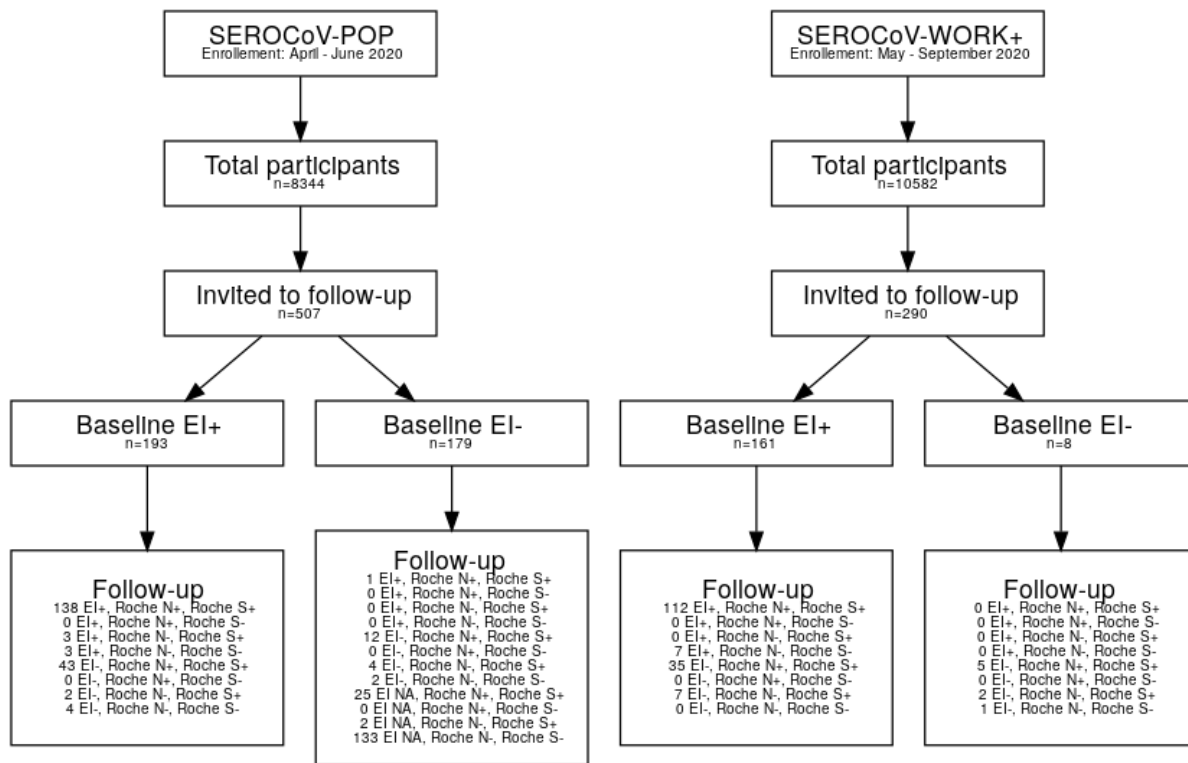 SEROCoV-POP
Enrollement: April - June 2020
SEROCoV-WORK+
Enrollement: May - September 2020
Total participants
n=8344
Total participants
n=10582
Invited to follow-up
n=507
Invited to follow-up
n=290
Baseline EI+
n=193
Baseline EI-
n=179
Baseline EI+
n=161
Baseline EI-
n=8
Follow-up
138 EI+, Roche N+, Roche S+
0 EI+, Roche N+, Roche S-
3 EI+, Roche N-, Roche S+
3 EI+, Roche N-, Roche S-
43 EI-, Roche N+, Roche S+
0 EI-, Roche N+, Roche S-
2 EI-, Roche N-, Roche S+
4 EI-, Roche N-, Roche S-
Follow-up
1 EI+, Roche N+, Roche S+
0 EI+, Roche N+, Roche S-
0 EI+, Roche N-, Roche S+
0 EI+, Roche N-, Roche S-
12 EI-, Roche N+, Roche S+
0 EI-, Roche N+, Roche S-
4 EI-, Roche N-, Roche S+
2 EI-, Roche N-, Roche S-
25 EI NA, Roche N+, Roche S+
0 EI NA, Roche N+, Roche S-
2 EI NA, Roche N-, Roche S+
133 EI NA, Roche N-, Roche S-
Follow-up
112 EI+, Roche N+, Roche S+
0 EI+, Roche N+, Roche S-
0 EI+, Roche N-, Roche S+
7 EI+, Roche N-, Roche S-
35 EI-, Roche N+, Roche S+
0 EI-, Roche N+, Roche S-
7 EI-, Roche N-, Roche S+
0 EI-, Roche N-, Roche S-
Follow-up
0 EI+, Roche N+, Roche S+
0 EI+, Roche N+, Roche S-
0 EI+, Roche N-, Roche S+
0 EI+, Roche N-, Roche S-
5 EI-, Roche N+, Roche S+
0 EI-, Roche N+, Roche S-
2 EI-, Roche N-, Roche S+
1 EI-, Roche N-, Roche S-